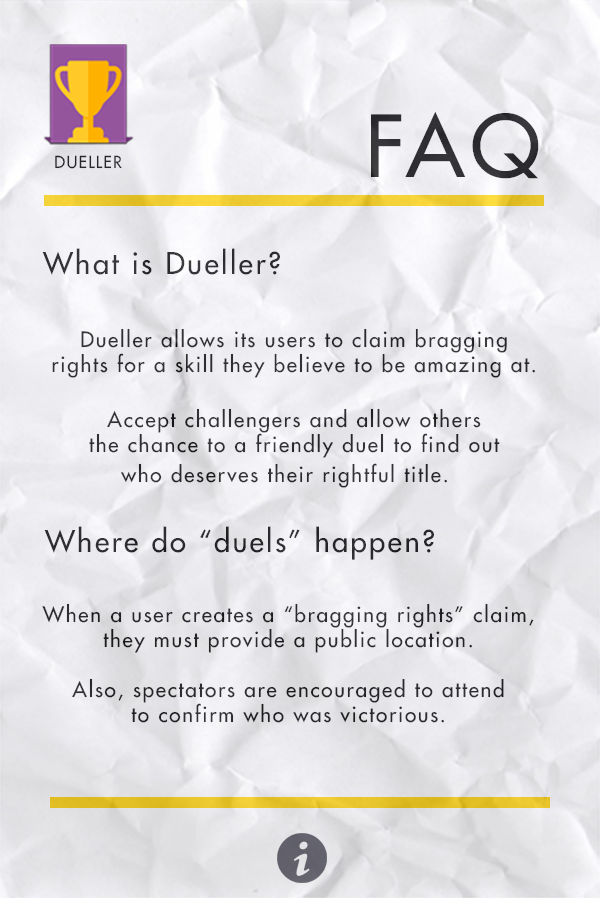 DUELLER
FAQ
What is Dueller?
Dueller allows its users to claim bragging
rights for a skill they believe to be amazing at.
Accept challengers and allow others
the chance to a friendly duel to find out
who deserves their rightful title.
Where do “duels” happen?
When a user creates a “bragging rights” claim,
they must provide a public location.
Also, spectators are encouraged to attend
to confirm who was victorious.
i